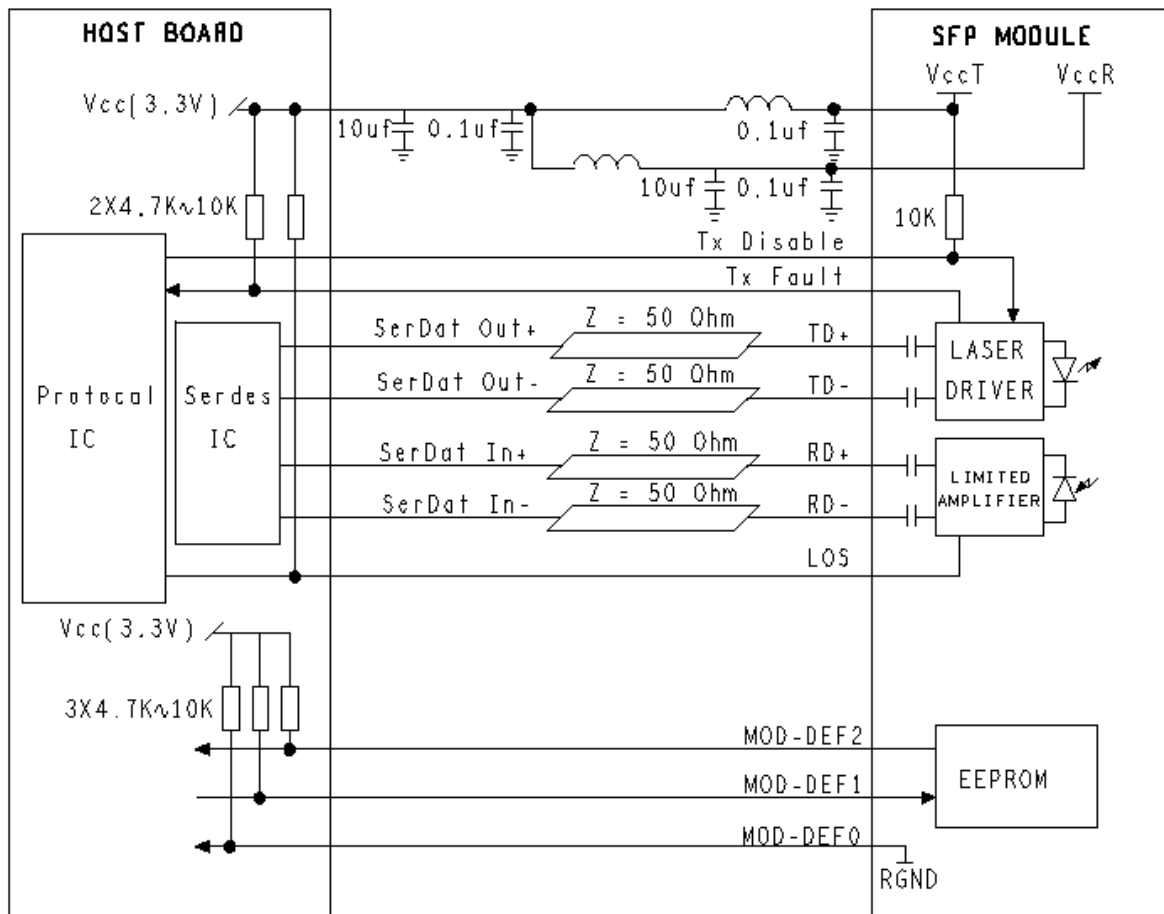 HOST BOARD
SFP MODULE
VccT
VccR
Vcc(3.3V)
10uf
0.1uf
0.1uf
10uf
0.1uf
2X4.7K~10K
10K
Tx Disable
Tx Fault
SerDat Out+
Z = 50 Ohm
TD+
SerDat Out-
Z = 50 Ohm
TD-
LASER
DRIVER
Protocal
IC
Serdes
IC
SerDat In+
Z = 50 Ohm
RD+
SerDat In-
Z = 50 Ohm
RD-
LIMITED
AMPLIFIER
LOS
Vcc(3.3V)
3X4.7K~10K
MOD-DEF2
MOD-DEF1
EEPROM
MOD-DEF0
RGND